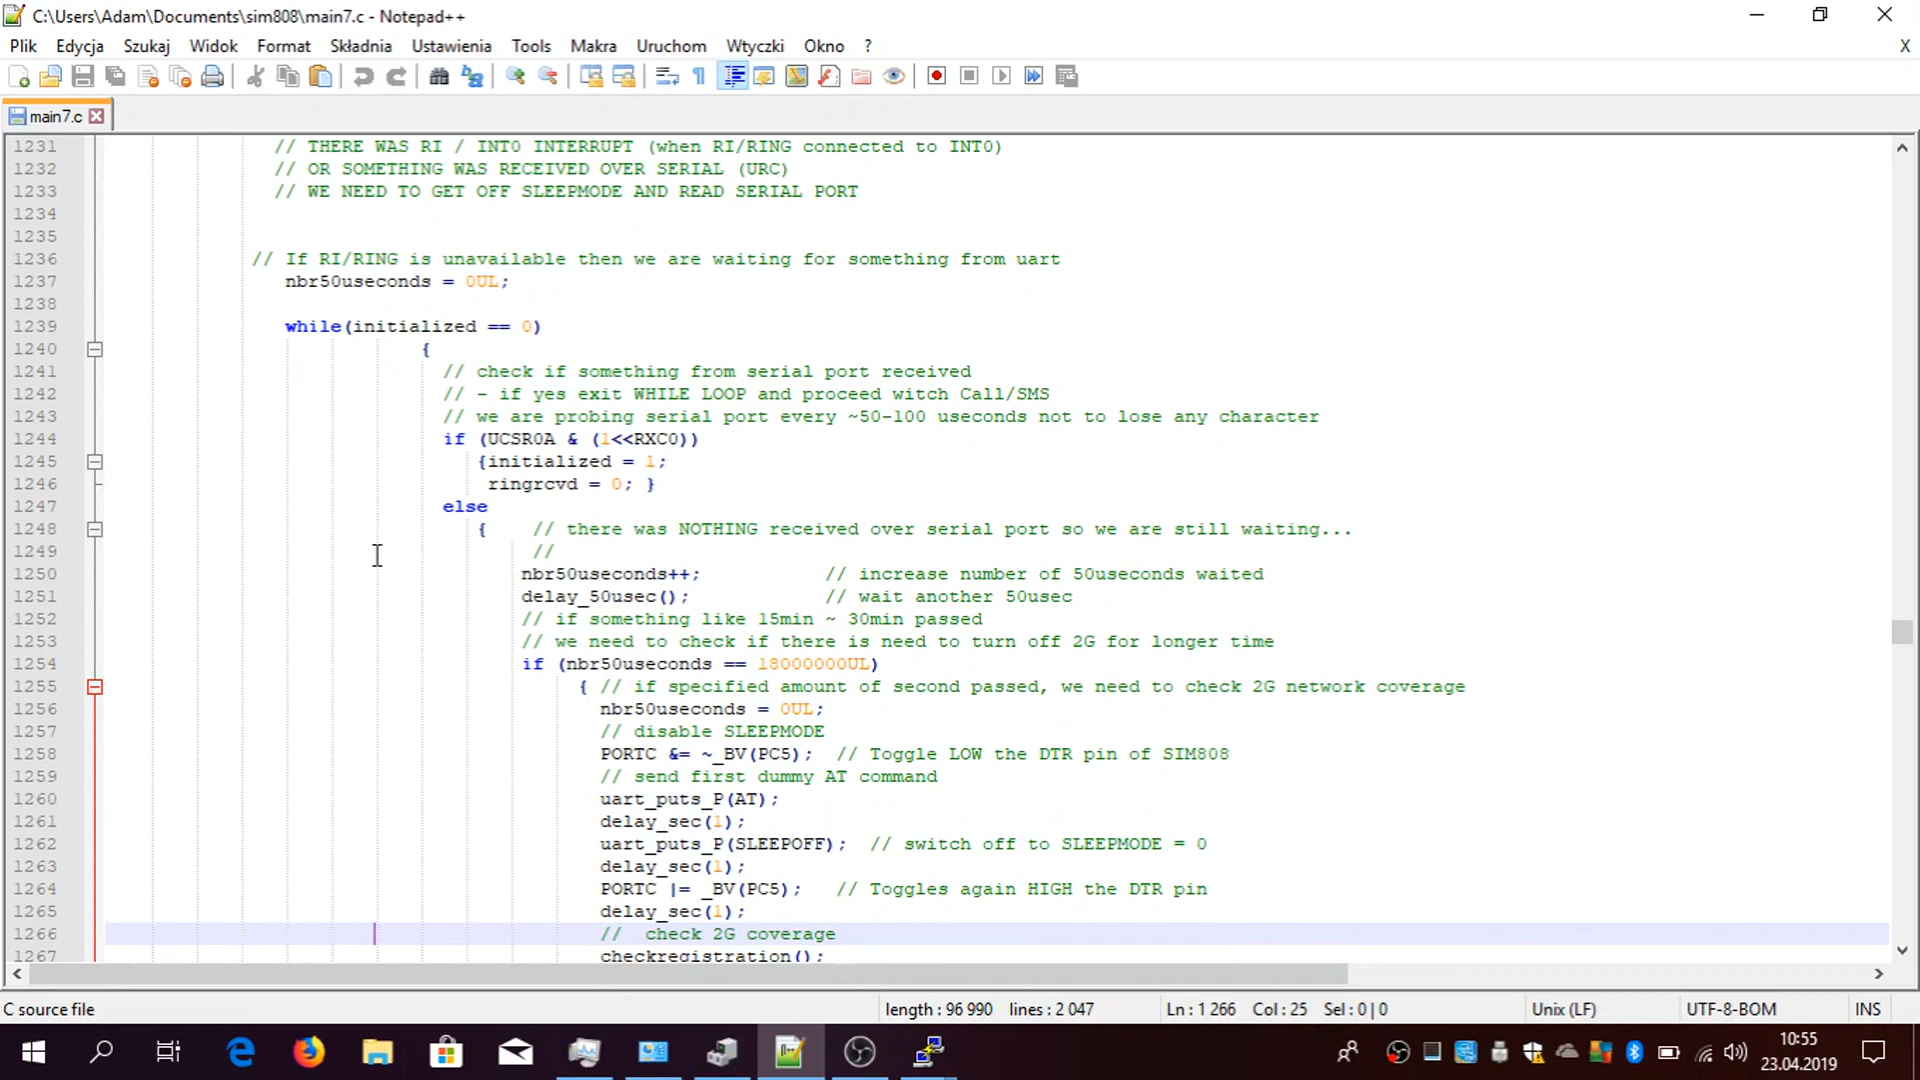 C:\Users\Adam\Documents\sim808\main7.c - Notepad++
Plik Edycja Szukaj Widok Format Składnia Ustawienia Tools Makra Uruchom Wtyczki Okno ? X
main7.c
1231 // THERE WAS RI / INT0 INTERRUPT (when RI/RING connected to INT0)
1232 // OR SOMETHING WAS RECEIVED OVER SERIAL (URC)
1233 // WE NEED TO GET OFF SLEEPMODE AND READ SERIAL PORT
1234
1235
1236 // If RI/RING is unavailable then we are waiting for something from uart
1237 nbr50useconds = 0UL;
1238
1239 while(initialized == 0)
1240 {
1241 // check if something from serial port received
1242 // - if yes exit WHILE LOOP and proceed witch Call/SMS
1243 // we are probing serial port every ~50-100 useconds not to lose any character
1244 if (UCSR0A & (1<<RXC0))
1245 {initialized = 1;
1246 ringrcvd = 0; }
1247 else
1248 { // there was NOTHING received over serial port so we are still waiting...
1249 //
1250 nbr50useconds++; // increase number of 50useconds waited
1251 delay_50usec(); // wait another 50usec
1252 // if something like 15min ~ 30min passed
1253 // we need to check if there is need to turn off 2G for longer time
1254 if (nbr50useconds == 18000000UL)
1255 { // if specified amount of second passed, we need to check 2G network coverage
1256 nbr50useconds = 0UL;
1257 // disable SLEEPMODE
1258 PORTC &= ~_BV(PC5); // Toggle LOW the DTR pin of SIM808
1259 // send first dummy AT command
1260 uart_puts_P(AT);
1261 delay_sec(1);
1262 uart_puts_P(SLEEPOFF); // switch off to SLEEPMODE = 0
1263 delay_sec(1);
1264 PORTC |= _BV(PC5); // Toggles again HIGH the DTR pin
1265 delay_sec(1);
1266 // check 2G coverage
1267 checkregistration();
C source file length : 96 990 lines : 2 047 Ln : 1 266 Col : 25 Sel : 0 | 0 Unix (LF) UTF-8-BOM INS
10:55
23.04.2019